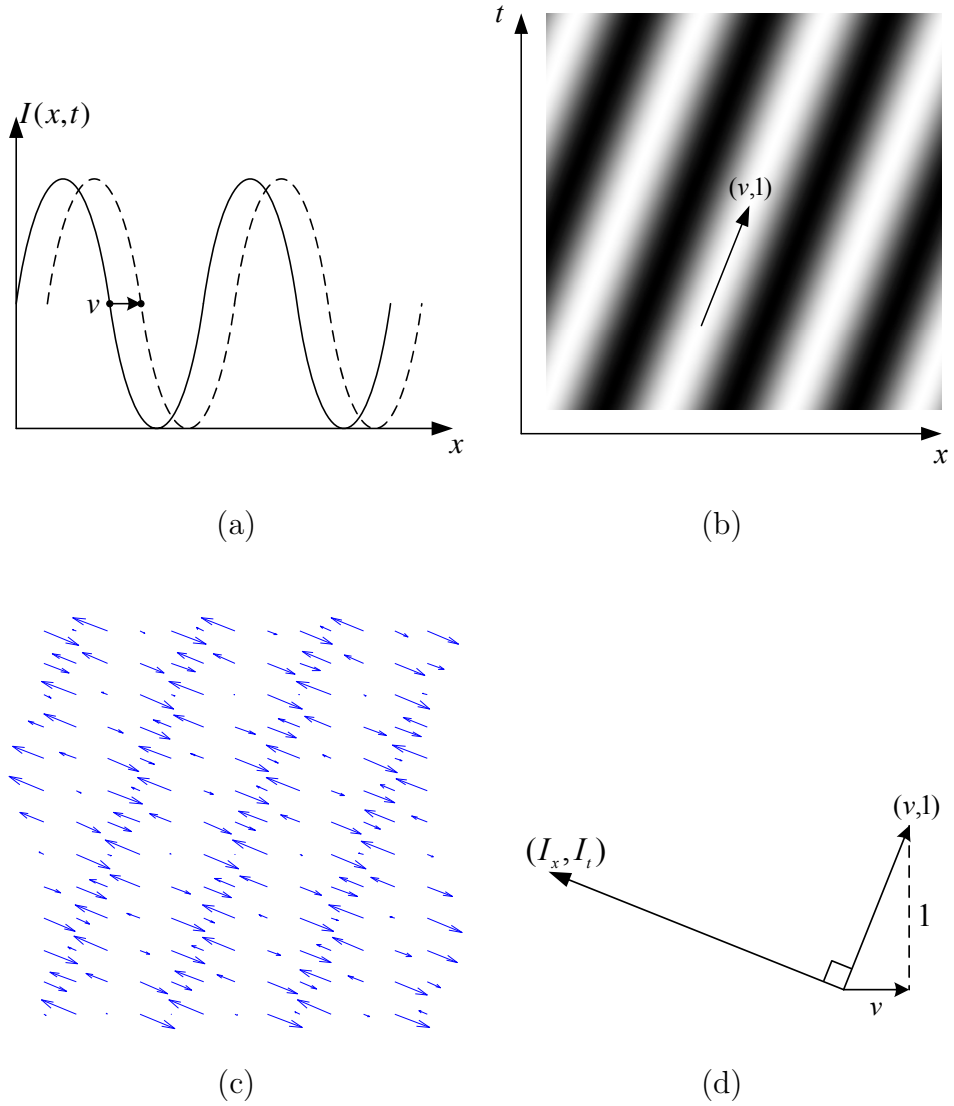 I(x,t)
v
x
(a)
t
(v,1)
x
(b)
(c)
(I_x, I_t)
(v,1)
1
v
(d)